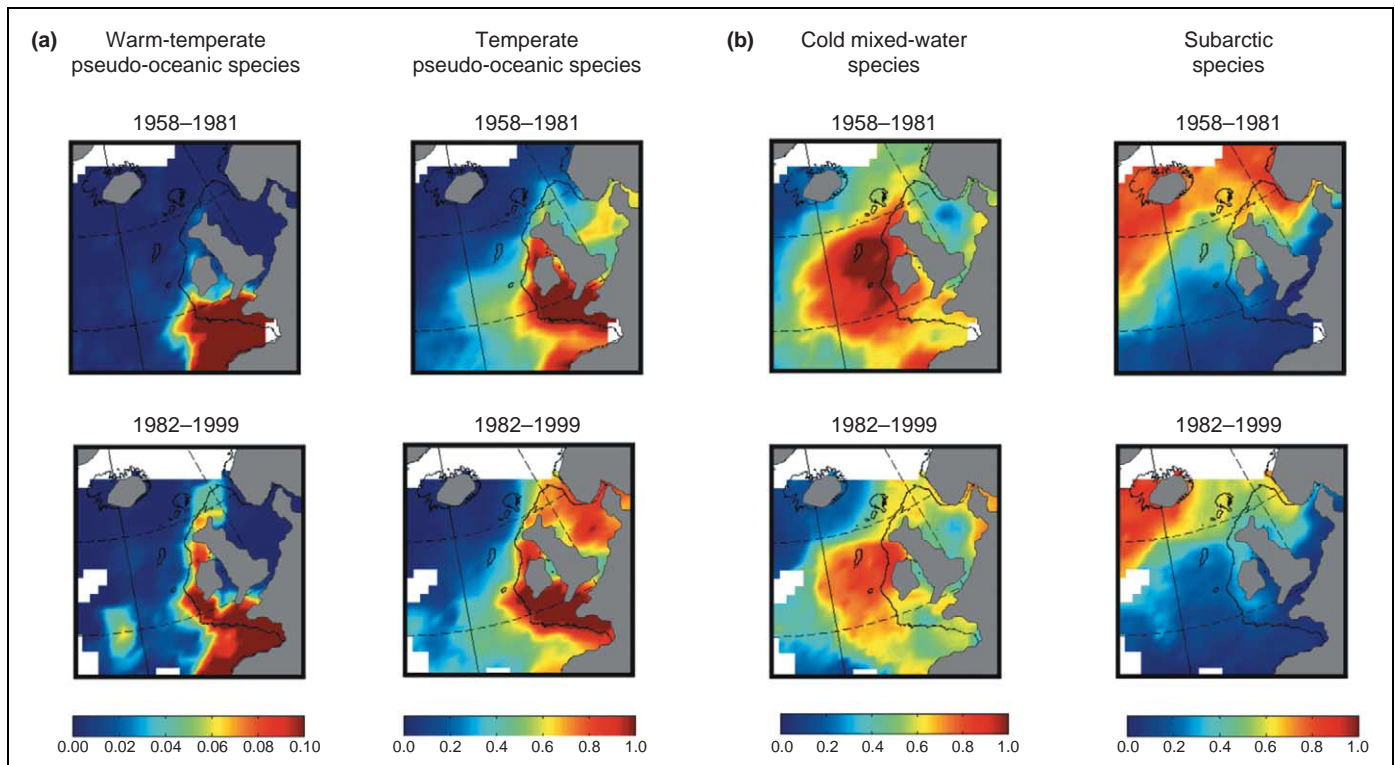 (a) Warm-temperate pseudo-oceanic species
Temperate pseudo-oceanic species
(b) Cold mixed-water species
Subarctic species
1958–1981
1958–1981
1958–1981
1958–1981
1982–1999
1982–1999
1982–1999
1982–1999
0.00 0.02 0.04 0.06 0.08 0.10
0.0 0.2 0.4 0.6 0.8 1.0
0.0 0.2 0.4 0.6 0.8 1.0
0.0 0.2 0.4 0.6 0.8 1.0